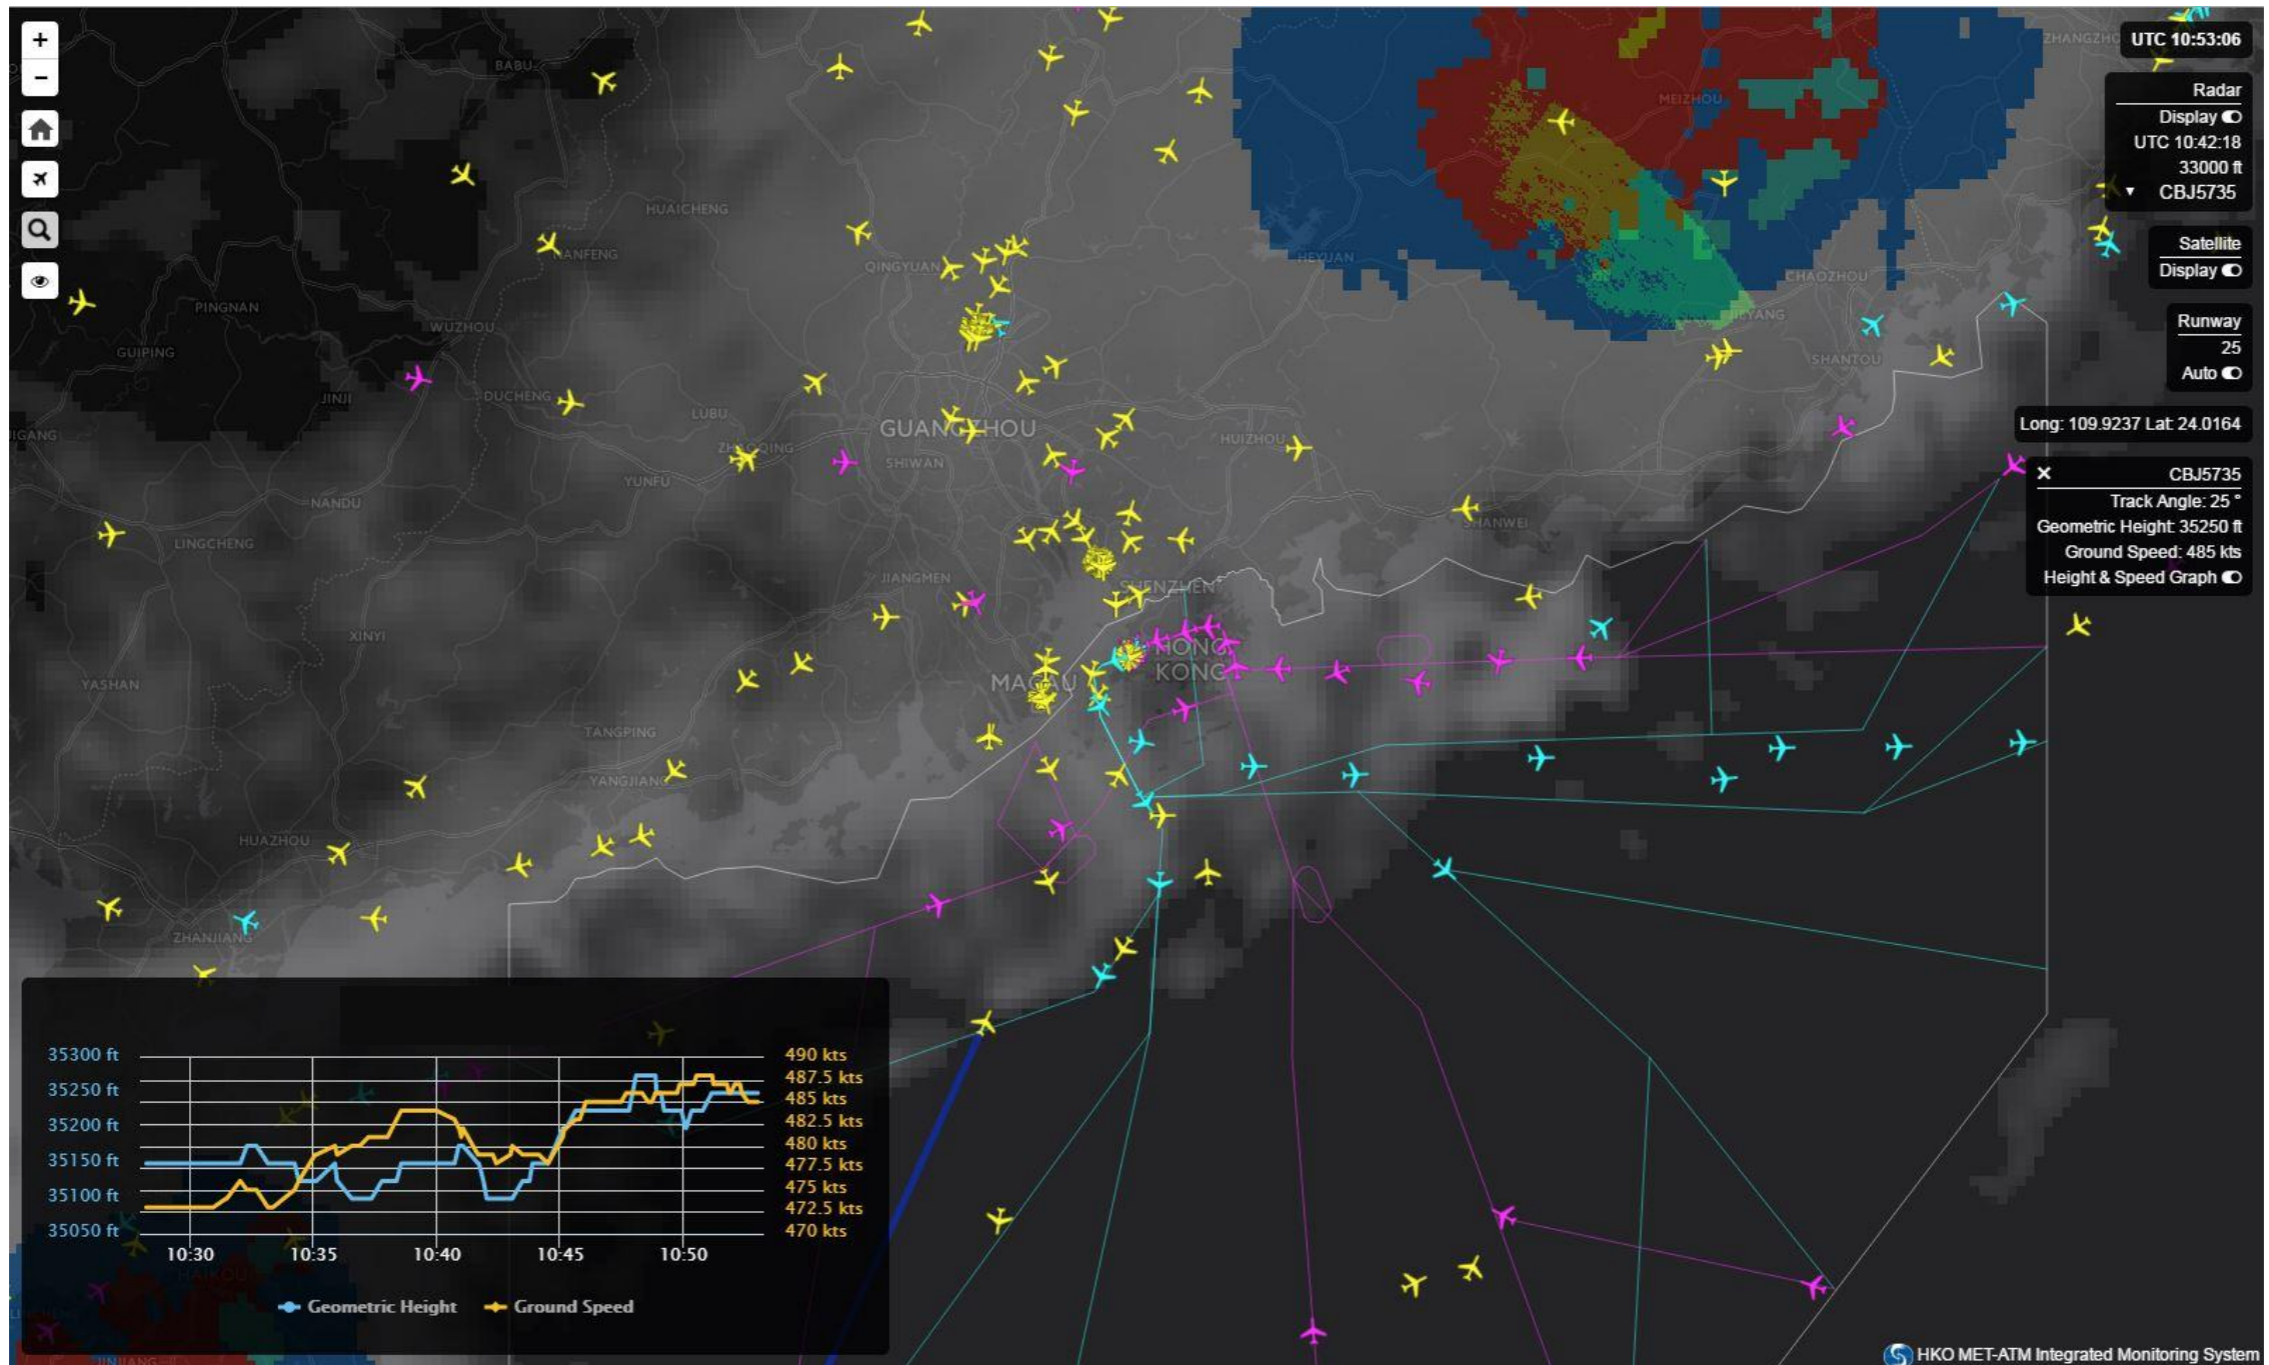 +
−
UTC 10:53:06
Radar
Display
UTC 10:42:18
33000 ft
▼ CBJ5735
Satellite
Display
Runway
25
Auto
Long: 109.9237 Lat: 24.0164
✕ CBJ5735
Track Angle: 25 °
Geometric Height: 35250 ft
Ground Speed: 485 kts
Height & Speed Graph
BABU
MEIZHOU
HUAICHENG
QINGYUAN
HEYUAN
CHAOZHOU
PINGNAN
WUZHOU
GUIPING
SHANTOU
JINJI
DUCHENG
LUBU
GUANGZHOU
HUIZHOU
ZHAOQING
SHIWAN
YUNFU
NANDU
SHANWEI
LINGCHENG
JIANGMEN
SHENZHEN
XINYI
HONG
KONG
YASHAN
MACAU
TANGPING
YANGJIANG
HUAZHOU
ZHANJIANG
35300 ft
35250 ft
35200 ft
35150 ft
35100 ft
35050 ft
490 kts
487.5 kts
485 kts
482.5 kts
480 kts
477.5 kts
475 kts
472.5 kts
470 kts
10:30 10:35 10:40 10:45 10:50
Geometric Height Ground Speed
HAIKOU
HKO MET-ATM Integrated Monitoring System